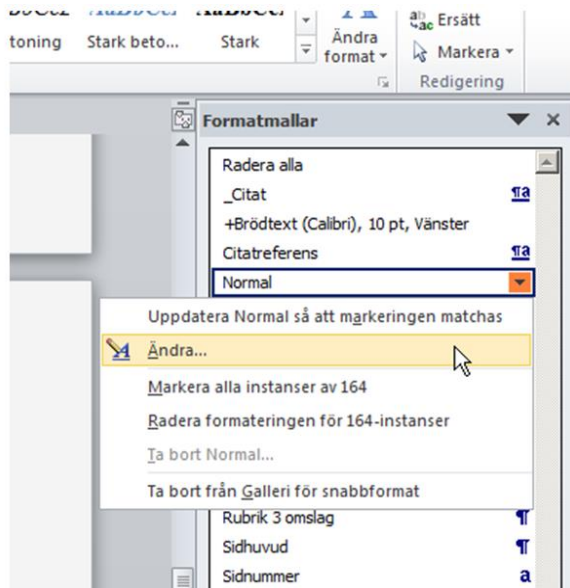 toning
Stark beto...
Stark
Ändra
format
Ersätt
Markera
Redigering
Formatmallar
Radera alla
_Citat
+Brödtext (Calibri), 10 pt, Vänster
Citatreferens
Normal
Uppdatera Normal så att markeringen matchas
Ändra...
Markera alla instanser av 164
Radera formateringen för 164-instanser
Ta bort Normal...
Ta bort från Galleri för snabbformat
Rubrik 3 omslag
Sidhuvud
Sidnummer